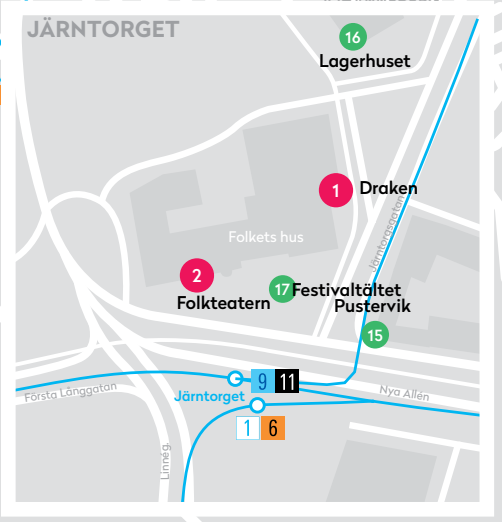 JÄRNTORGET
16
Lagerhuset
1
Draken
Järntorgsgatan
Folkets hus
2
Folkteatern
17
Festivaltältet
Pustervik
15
9
11
Järntorget
Nya Allén
Första Långgatan
1
6
Linnég.